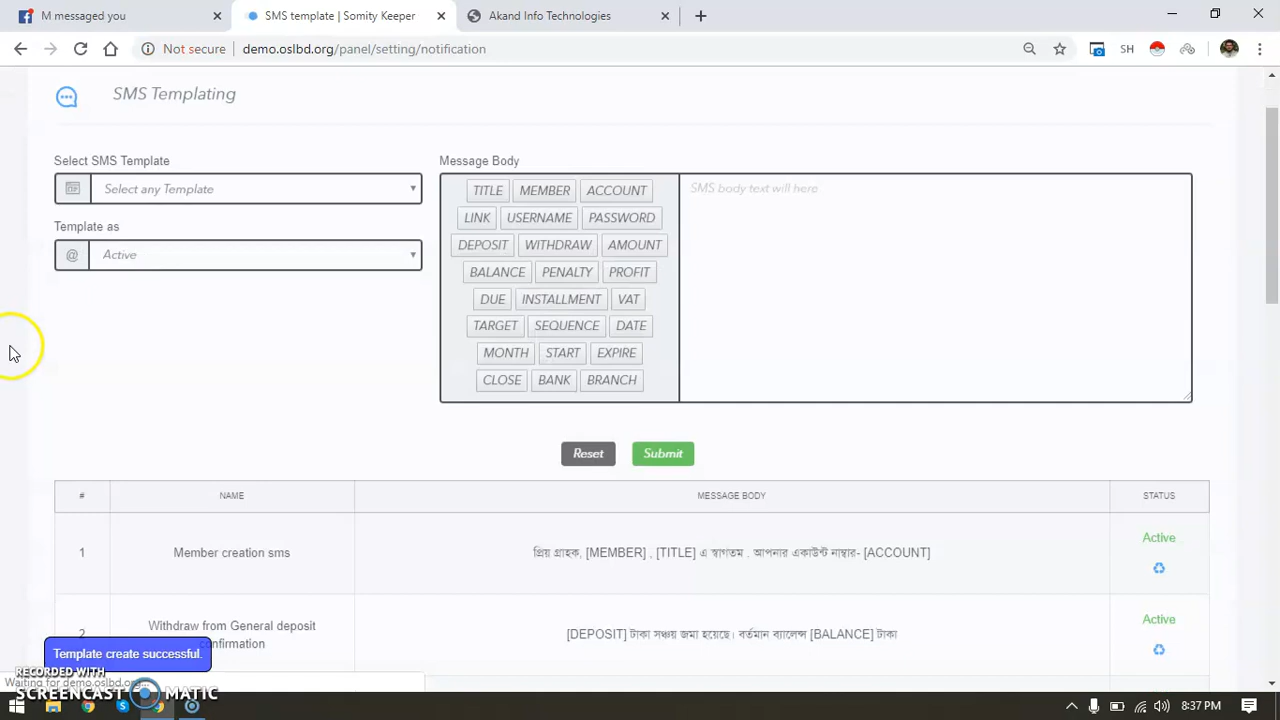 M messaged you
SMS template | Somity Keeper
Akand Info Technologies
Not secure | demo.oslbd.org/panel/setting/notification
SH
SMS Templating
Select SMS Template
Select any Template
Template as
@ Active
Message Body
TITLE MEMBER ACCOUNT
LINK USERNAME PASSWORD
DEPOSIT WITHDRAW AMOUNT
BALANCE PENALTY PROFIT
DUE INSTALLMENT VAT
TARGET SEQUENCE DATE
MONTH START EXPIRE
CLOSE BANK BRANCH
SMS body text will here
Reset Submit
# NAME MESSAGE BODY STATUS
1 Member creation sms প্রিয় গ্রাহক, [MEMBER] , [TITLE] এ স্বাগতম . আপনার একাউন্ট নাম্বার- [ACCOUNT] Active
2 Withdraw from General deposit
confirmation [DEPOSIT] টাকা সঞ্চয় জমা হয়েছে। বর্তমান ব্যালেন্স [BALANCE] টাকা Active
Template create successful.
Waiting for demo.oslbd.org...
RECORDED WITH
SCREENCAST MATIC
8:37 PM